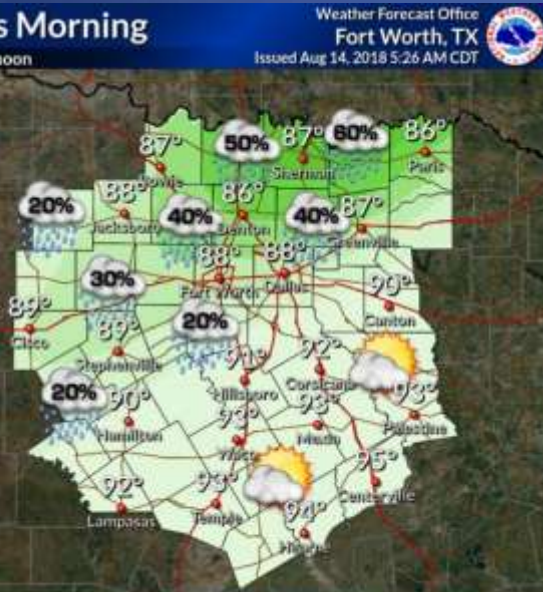 s Morning
noon
Weather Forecast Office
Fort Worth, TX
Issued Aug 14, 2018 5:26 AM CDT
87°
Bowie
50%
87°
Sherman
60%
86°
Paris
20%
88°
Jacksboro
40%
86°
Denton
40%
87°
Greenville
30%
88°
Fort Worth
88°
Dallas
90°
Canton
89°
Cisco
89°
Stephenville
20%
91°
Hillsboro
92°
Corsicana
93°
Palestine
20%
90°
Hamilton
93°
Waco
93°
Mexia
92°
Lampasas
93°
Temple
94°
95°
Centerville